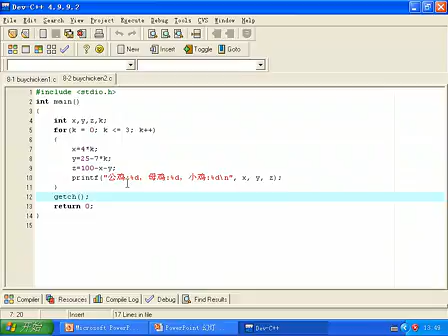 Dev-C++ 4.9.9.2
File Edit Search View Project Execute Debug Tools CVS Window Help
New Insert Toggle Goto
8-1 buychicken1.c 8-2 buychicken2.c
1 #include <stdio.h>
2 int main()
3 {
4 int x,y,z,k;
5 for(k = 0; k <= 3; k++)
6 {
7 x=4*k;
8 y=25-7*k;
9 z=100-x-y;
10 printf("公鸡:%d, 母鸡:%d, 小鸡:%d\n", x, y, z);
11 }
12 getch();
13 return 0;
14
15 }
Compiler Resources Compile Log Debug Find Results
7: 20 Insert 17 Lines in file
开始 Microsoft PowerP... PowerPoint 幻灯 Dev-C++ 13:49